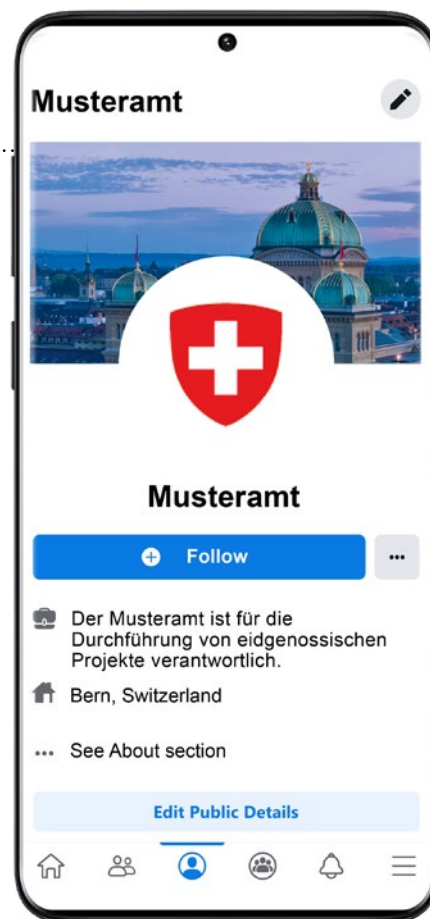 Musteramt
Musteramt
Follow
Der Musteramt ist für die
Durchführung von eidgenossischen
Projekte verantwortlich.
Bern, Switzerland
See About section
Edit Public Details